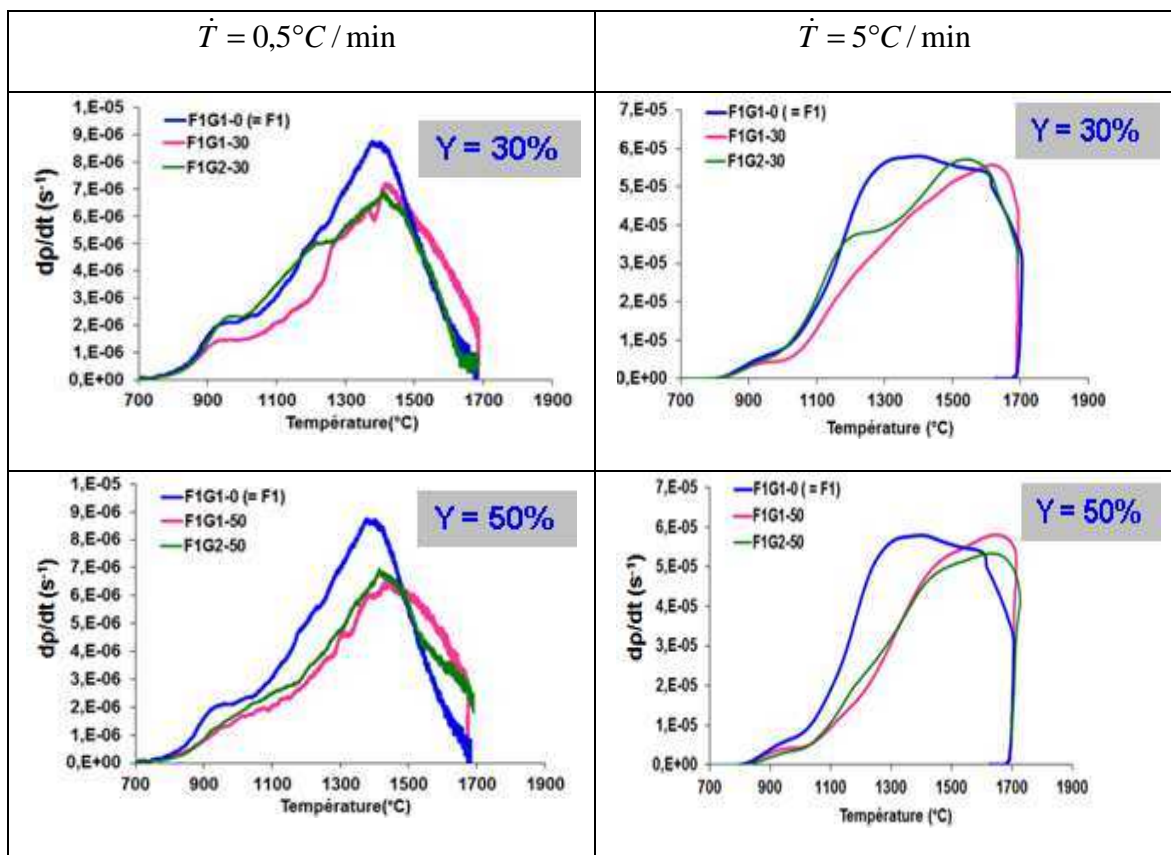 Ṫ = 0,5°C / min
Ṫ = 5°C / min
1,E-05
9,E-06
8,E-06
7,E-06
6,E-06
5,E-06
4,E-06
3,E-06
2,E-06
1,E-06
0,E+00
dρ/dt (s⁻¹)
F1G1-0 (= F1)
F1G1-30
F1G2-30
Y = 30%
700 900 1100 1300 1500 1700 1900
Température(°C)
7,E-05
6,E-05
5,E-05
4,E-05
3,E-05
2,E-05
1,E-05
0,E+00
dρ/dt (s⁻¹)
F1G1-0 ( = F1)
F1G1-30
F1G2-30
Y = 30%
700 900 1100 1300 1500 1700 1900
Température (°C)
1,E-05
9,E-06
8,E-06
7,E-06
6,E-06
5,E-06
4,E-06
3,E-06
2,E-06
1,E-06
0,E+00
dρ/dt (s⁻¹)
F1G1-0 (= F1)
F1G1-50
F1G2-50
Y = 50%
700 900 1100 1300 1500 1700 1900
Température(°C)
7,E-05
6,E-05
5,E-05
4,E-05
3,E-05
2,E-05
1,E-05
0,E+00
dρ/dt (s⁻¹)
F1G1-0 ( = F1)
F1G1-50
F1G2-50
Y = 50%
700 900 1100 1300 1500 1700 1900
Température (°C)